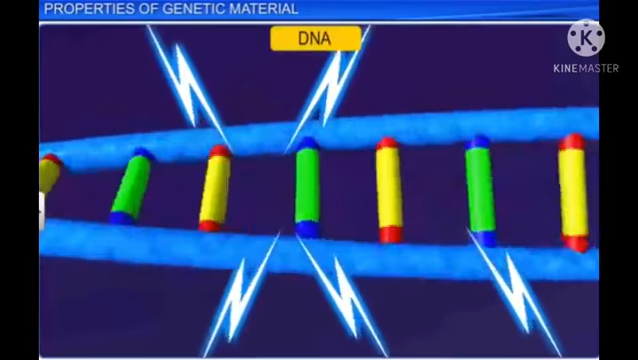 PROPERTIES OF GENETIC MATERIAL
DNA
K
KINEMASTER